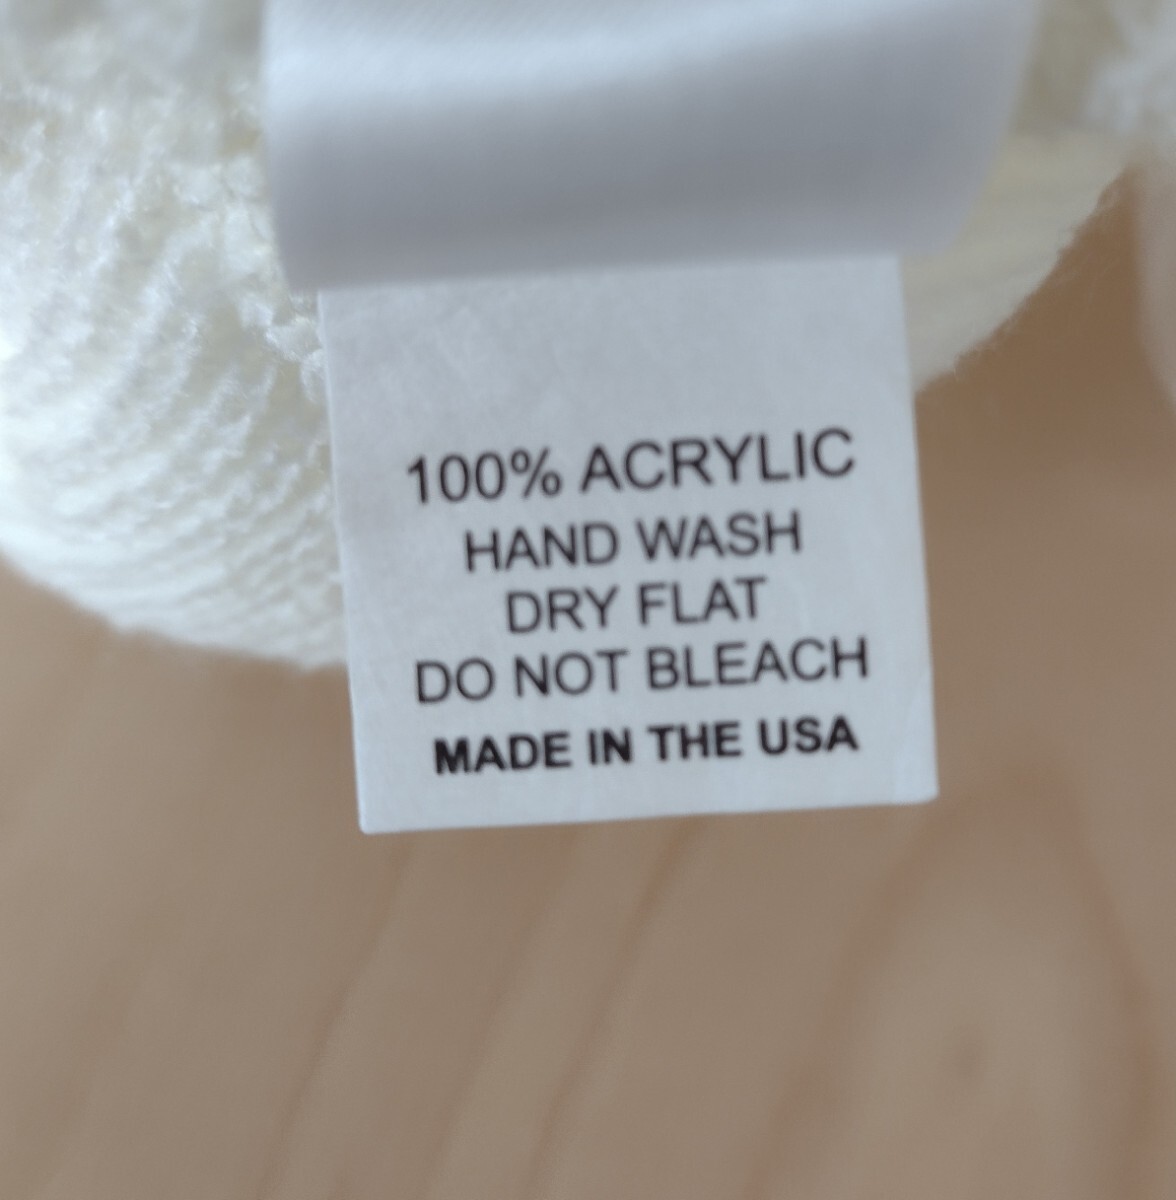 100% ACRYLIC
HAND WASH
DRY FLAT
DO NOT BLEACH
MADE IN THE USA